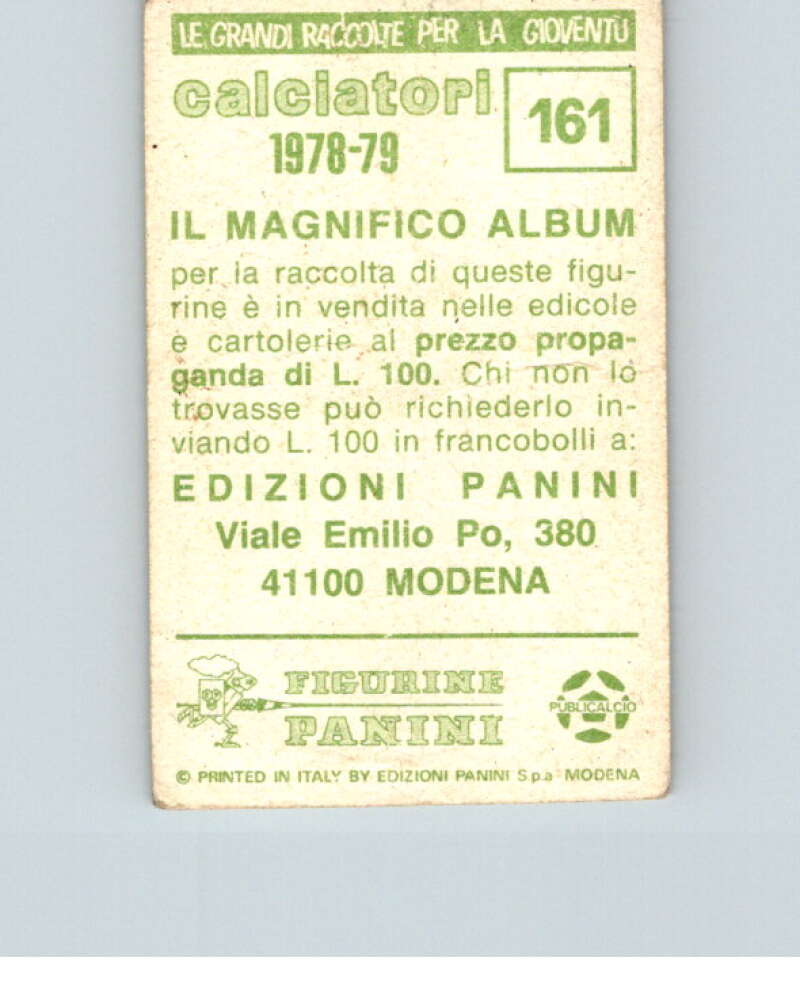 LE GRANDI RACCOLTE PER LA GIOVENTÙ
calciatori
1978-79
161
IL MAGNIFICO ALBUM
per la raccolta di queste figu-
rine è in vendita nelle edicole
e cartolerie al prezzo propa-
ganda di L. 100. Chi non lo
trovasse può richiederlo in-
viando L. 100 in francobolli a:
EDIZIONI PANINI
Viale Emilio Po, 380
41100 MODENA
FIGURINE
PANINI
PUBLICALCIO
© PRINTED IN ITALY BY EDIZIONI PANINI S.p.a MODENA